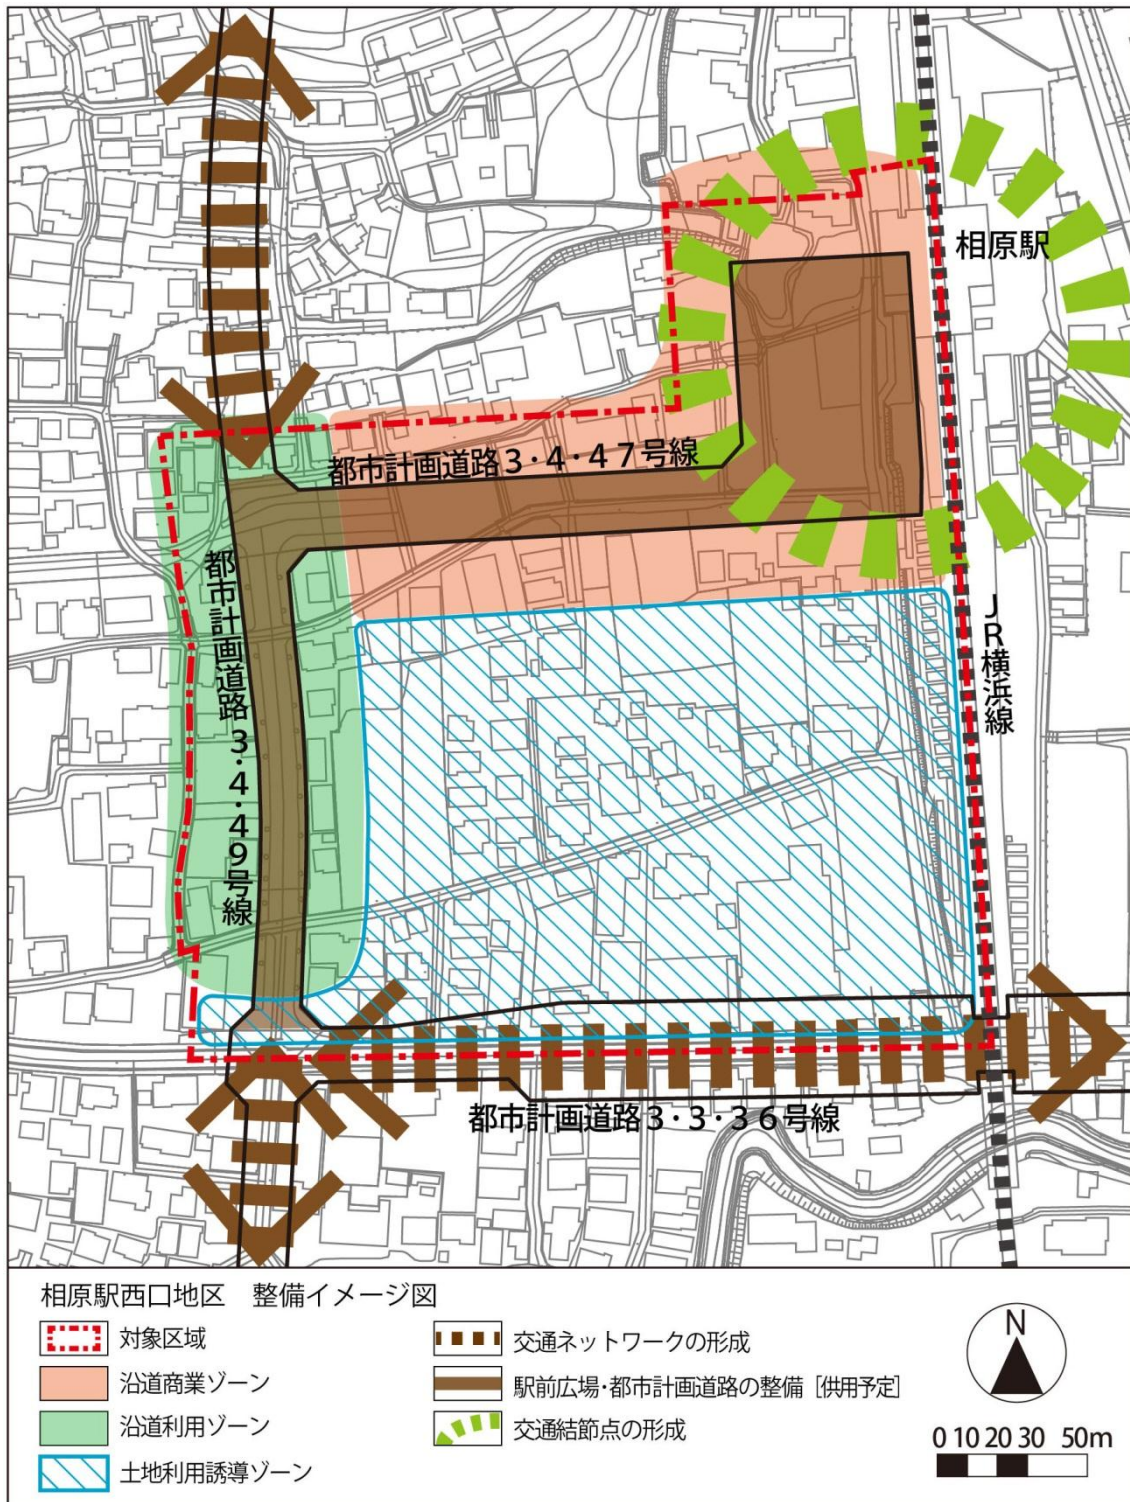 相原駅
都市計画道路3・4・47号線
都市計画道路3・4・49号線
JR横浜線
都市計画道路3・3・36号線
相原駅西口地区　整備イメージ図
対象区域
沿道商業ゾーン
沿道利用ゾーン
土地利用誘導ゾーン
交通ネットワークの形成
駅前広場・都市計画道路の整備［供用予定］
交通結節点の形成
N
0 10 20 30 50m